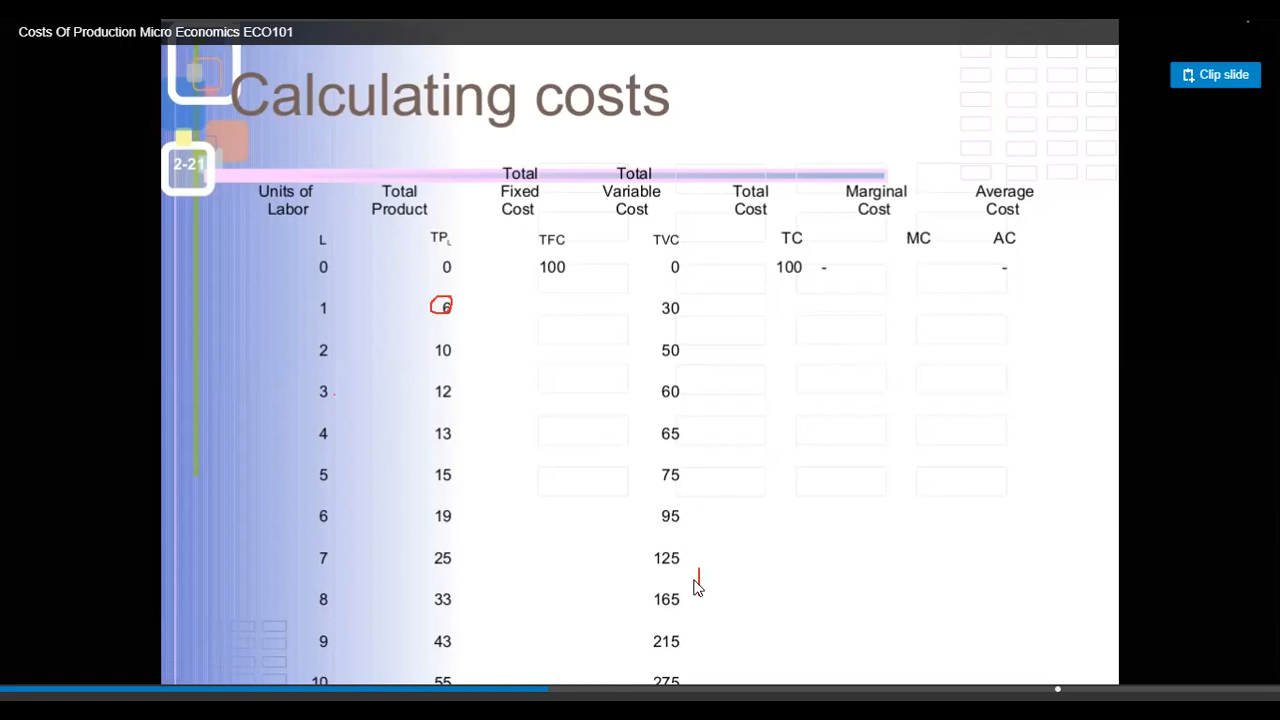 Costs Of Production Micro Economics ECO101
Clip slide
Calculating costs
2-21
Units of Labor Total Product Total Fixed Cost Total Variable Cost Total Cost Marginal Cost Average Cost
L TPL TFC TVC TC MC AC
0 0 100 0 100 - -
1 6 30
2 10 50
3 12 60
4 13 65
5 15 75
6 19 95
7 25 125
8 33 165
9 43 215
10 55 275